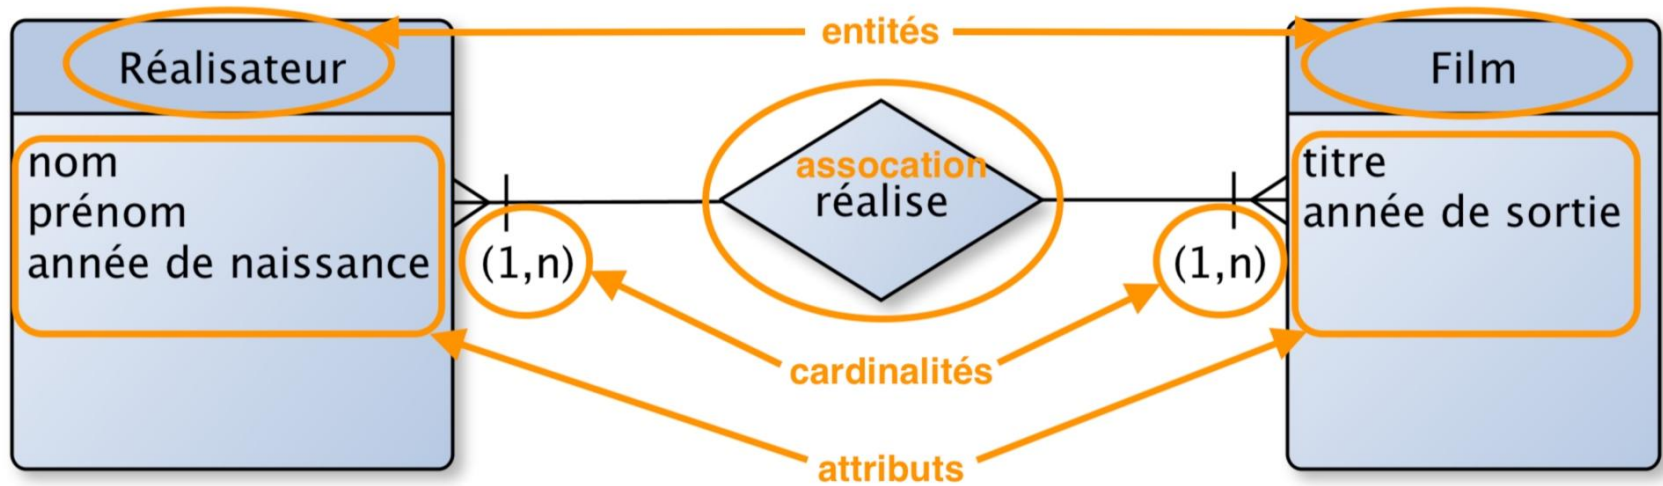 entités
Réalisateur
Film
nom
prénom
année de naissance
assocation
réalise
titre
année de sortie
(1,n)
(1,n)
cardinalités
attributs